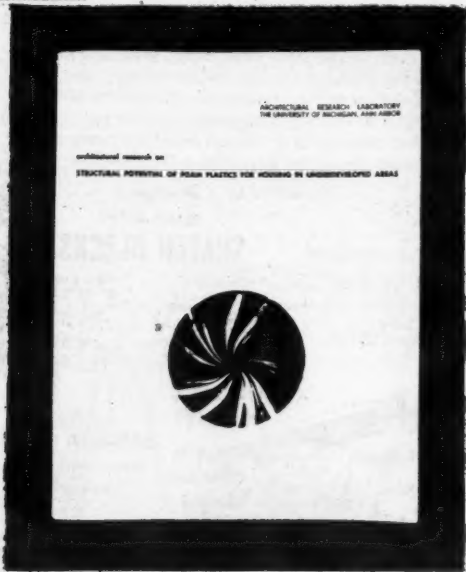 ARCHITECTURAL RESEARCH LABORATORY
THE UNIVERSITY OF MICHIGAN, ANN ARBOR
architectural research on
STRUCTURAL POTENTIAL OF FOAM PLASTICS FOR HOUSING IN UNDERDEVELOPED AREAS